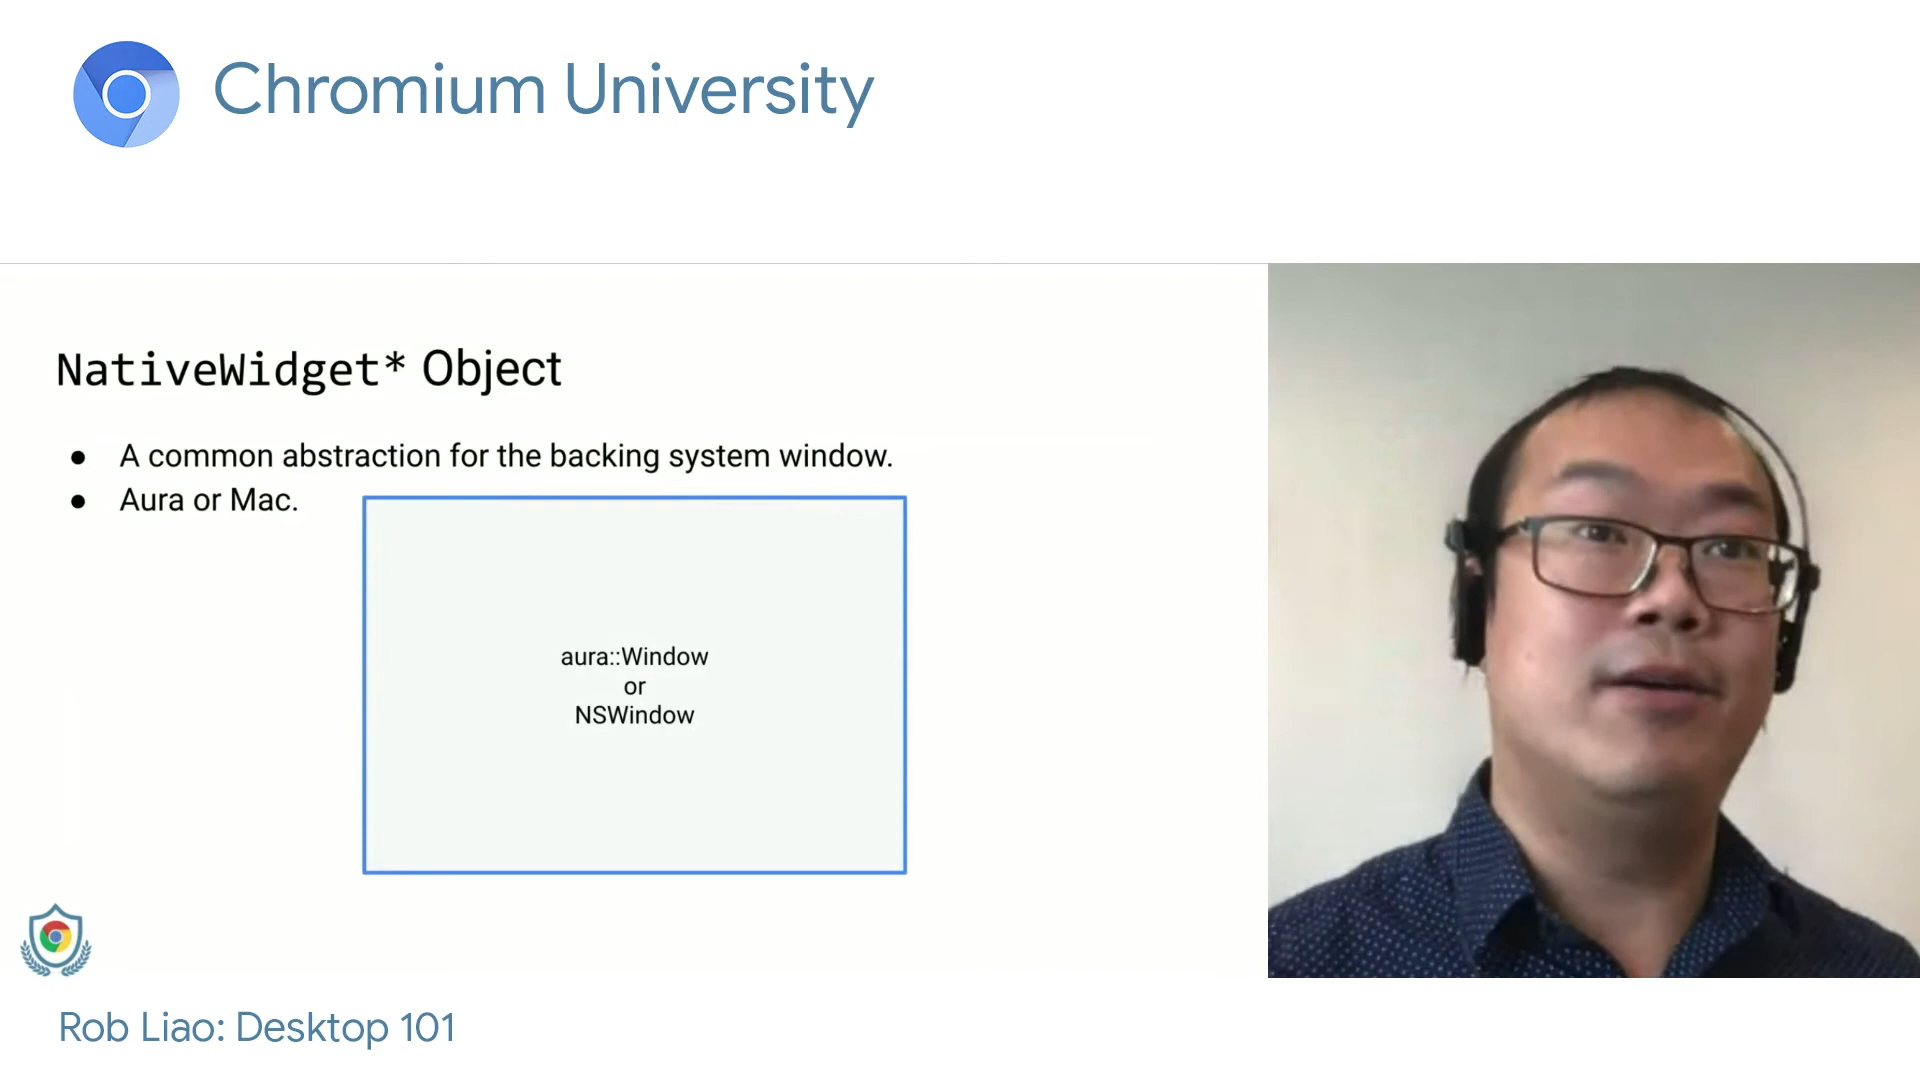 Chromium University
NativeWidget* Object
● A common abstraction for the backing system window.
● Aura or Mac.
aura::Window
or
NSWindow
Rob Liao: Desktop 101